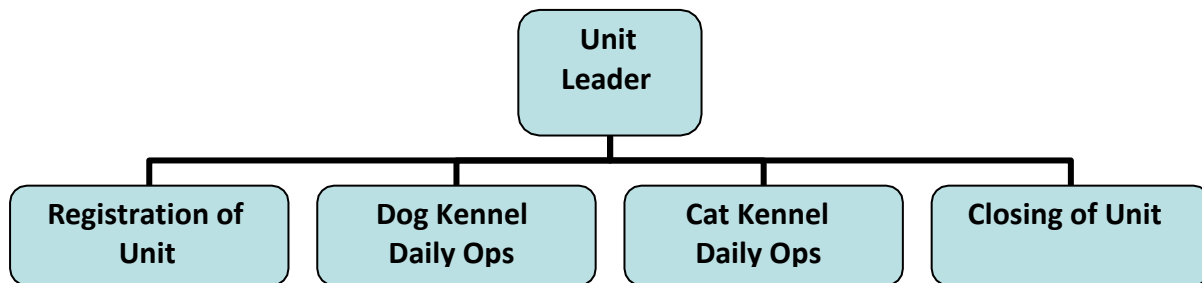 Unit
Leader
Registration of
Unit
Dog Kennel
Daily Ops
Cat Kennel
Daily Ops
Closing of Unit